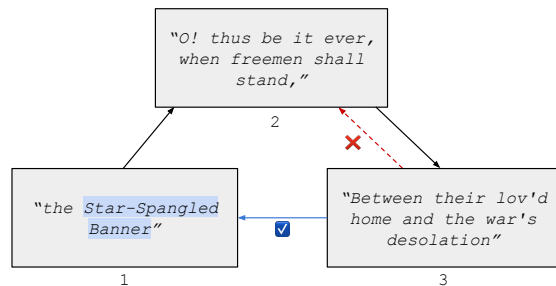 “O! thus be it ever,
when freemen shall
stand,”
2
“the Star-Spangled
Banner”
1
“Between their lov'd
home and the war's
desolation”
3